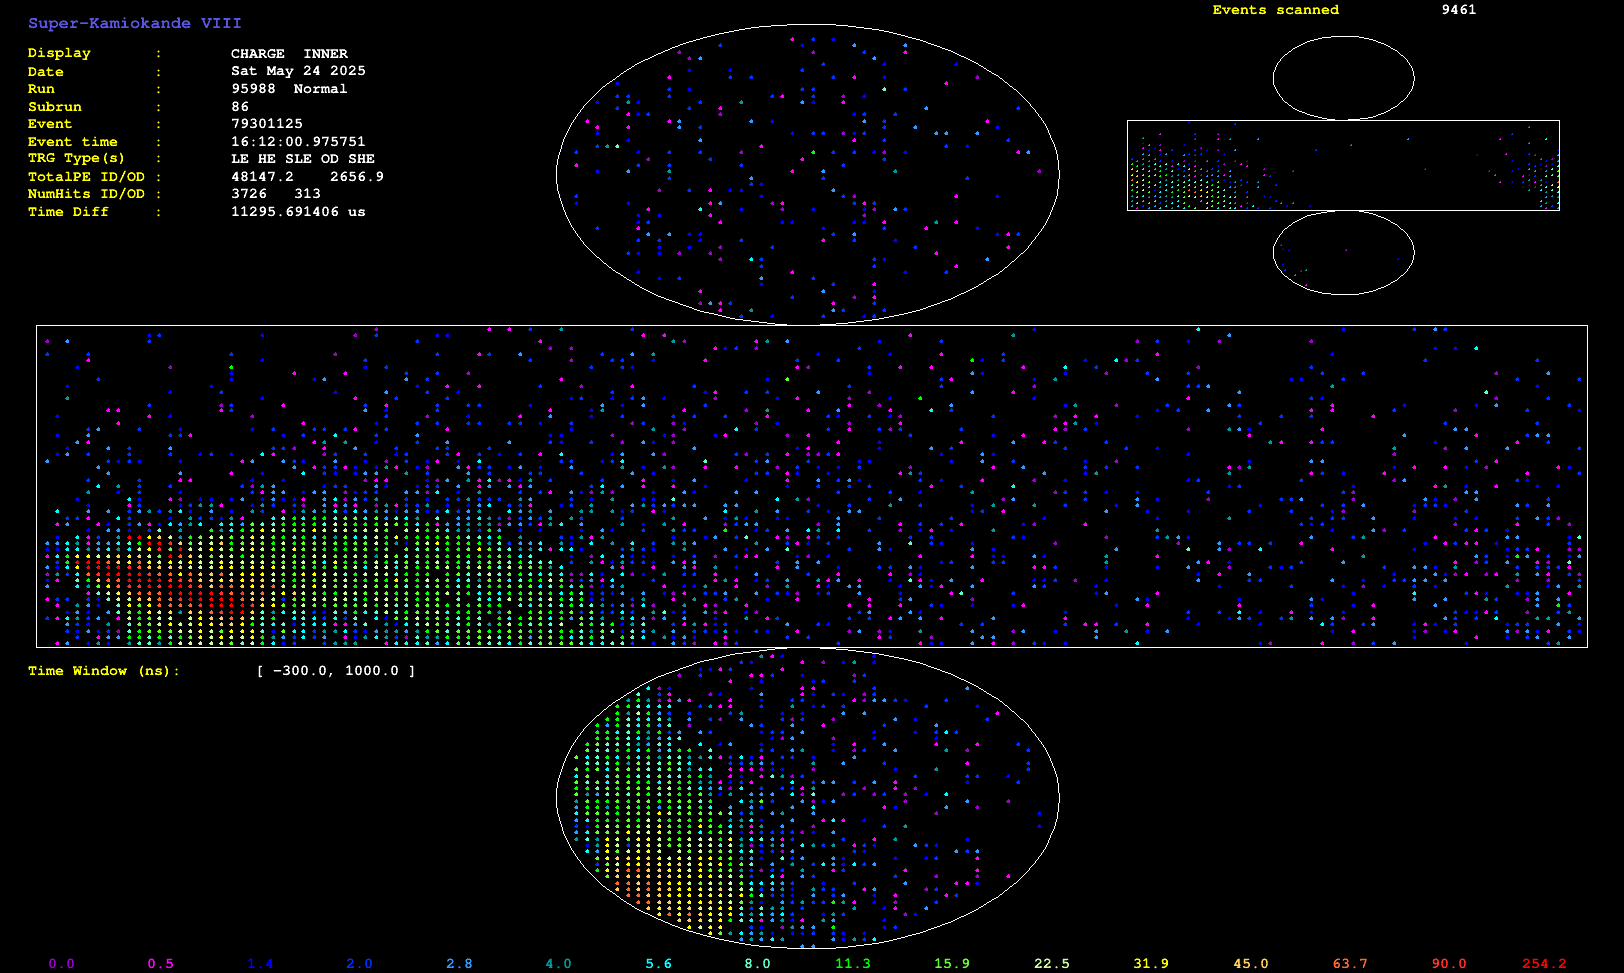 Super-Kamiokande VIII
Display : CHARGE INNER
Date : Sat May 24 2025
Run : 95988 Normal
Subrun : 86
Event : 79301125
Event time : 16:12:00.975751
TRG Type(s) : LE HE SLE OD SHE
TotalPE ID/OD : 48147.2 2656.9
NumHits ID/OD : 3726 313
Time Diff : 11295.691406 us
Events scanned 9461
Time Window (ns): [ -300.0, 1000.0 ]
0.0 0.5 1.4 2.0 2.8 4.0 5.6 8.0 11.3 15.9 22.5 31.9 45.0 63.7 90.0 254.2